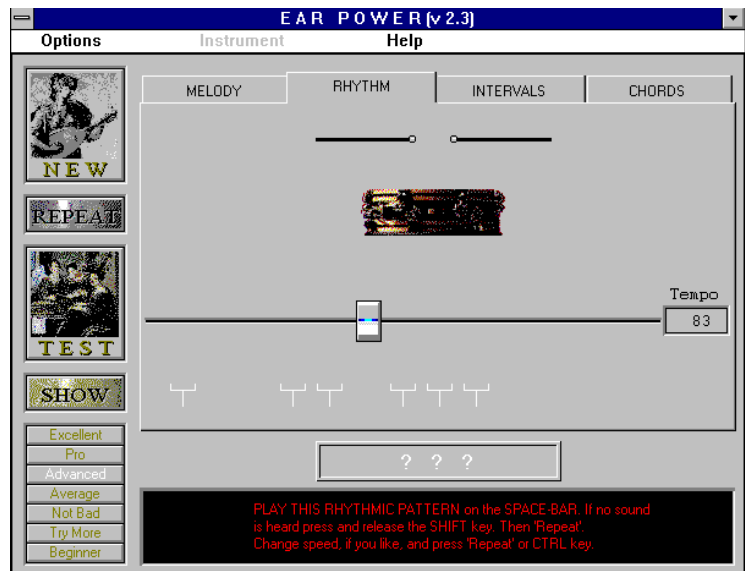 EAR POWER (v 2.3)
Options Instrument Help
MELODY RHYTHM INTERVALS CHORDS
NEW
REPEAT
Tempo
83
TEST
SHOW
Excellent
Pro
Advanced
Average
Not Bad
Try More
Beginner
? ? ?
PLAY THIS RHYTHMIC PATTERN on the SPACE-BAR. If no sound
is heard press and release the SHIFT key. Then 'Repeat'.
Change speed, if you like, and press 'Repeat' or CTRL key.